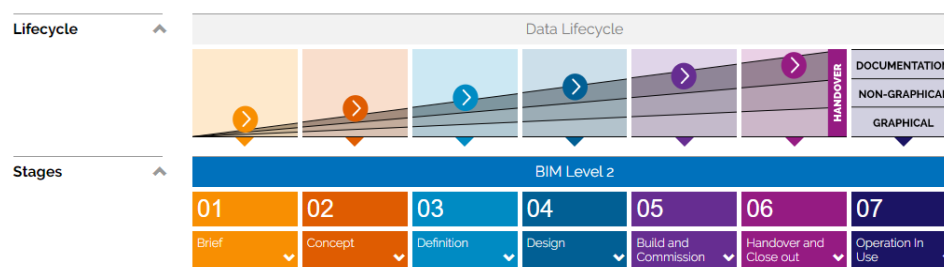 Lifecycle
Data Lifecycle
HANDOVER
DOCUMENTATION
NON-GRAPHICAL
GRAPHICAL
Stages
BIM Level 2
01 02 03 04 05 06 07
Brief
Concept
Definition
Design
Build and
Commission
Handover and
Close out
Operation In
Use